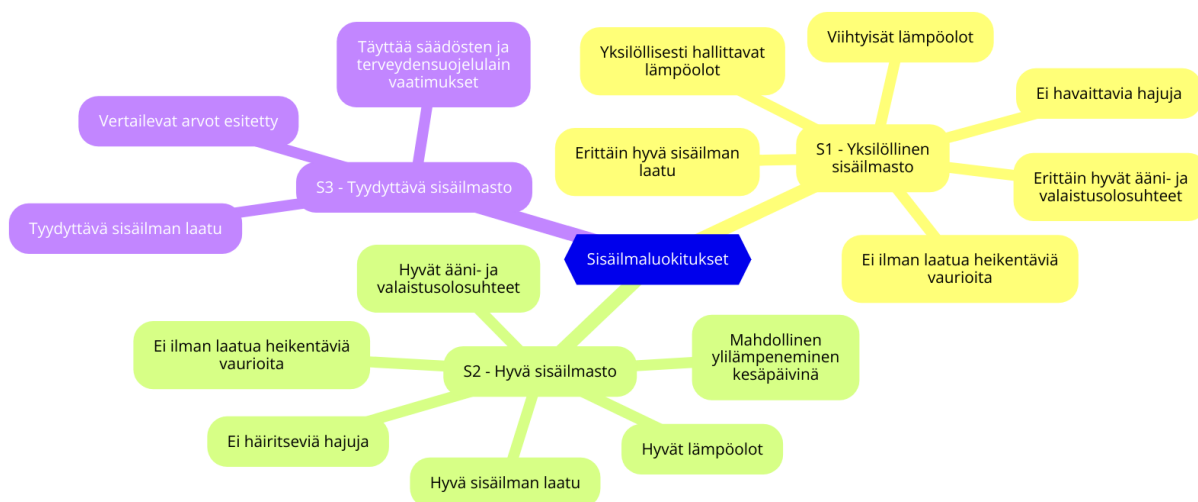 Sisäilmaluokitukset
S1 - Yksilöllinen
sisäilmasto
Yksilöllisesti hallittavat
lämpöolot
Viihtyisät lämpöolot
Ei havaittavia hajuja
Erittäin hyvä sisäilman
laatu
Erittäin hyvät ääni- ja
valaistusolosuhteet
Ei ilman laatua heikentäviä
vaurioita
S2 - Hyvä sisäilmasto
Hyvät ääni- ja
valaistusolosuhteet
Ei ilman laatua heikentäviä
vaurioita
Ei häiritseviä hajuja
Hyvä sisäilman laatu
Hyvät lämpöolot
Mahdollinen
ylilämpeneminen
kesäpäivinä
S3 - Tyydyttävä sisäilmasto
Täyttää säädösten ja
terveydensuojelulain
vaatimukset
Vertailevat arvot esitetty
Tyydyttävä sisäilman laatu